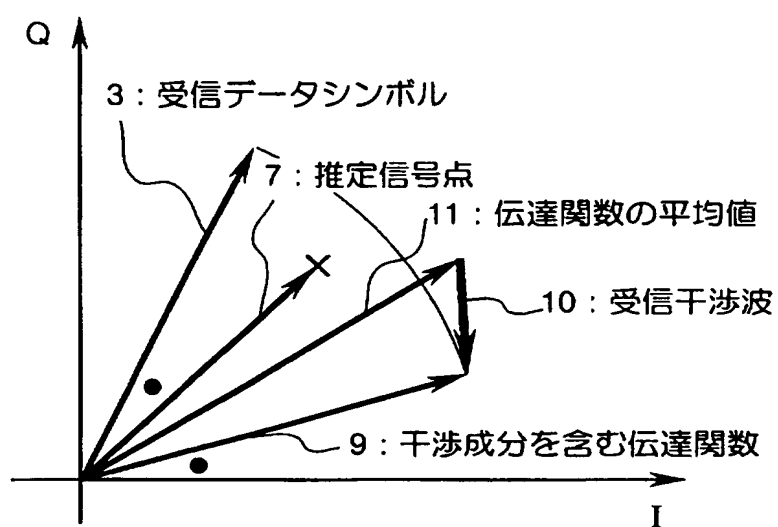 Q
3:受信データシンボル
7:推定信号点
11:伝達関数の平均値
10:受信干渉波
9:干渉成分を含む伝達関数
I